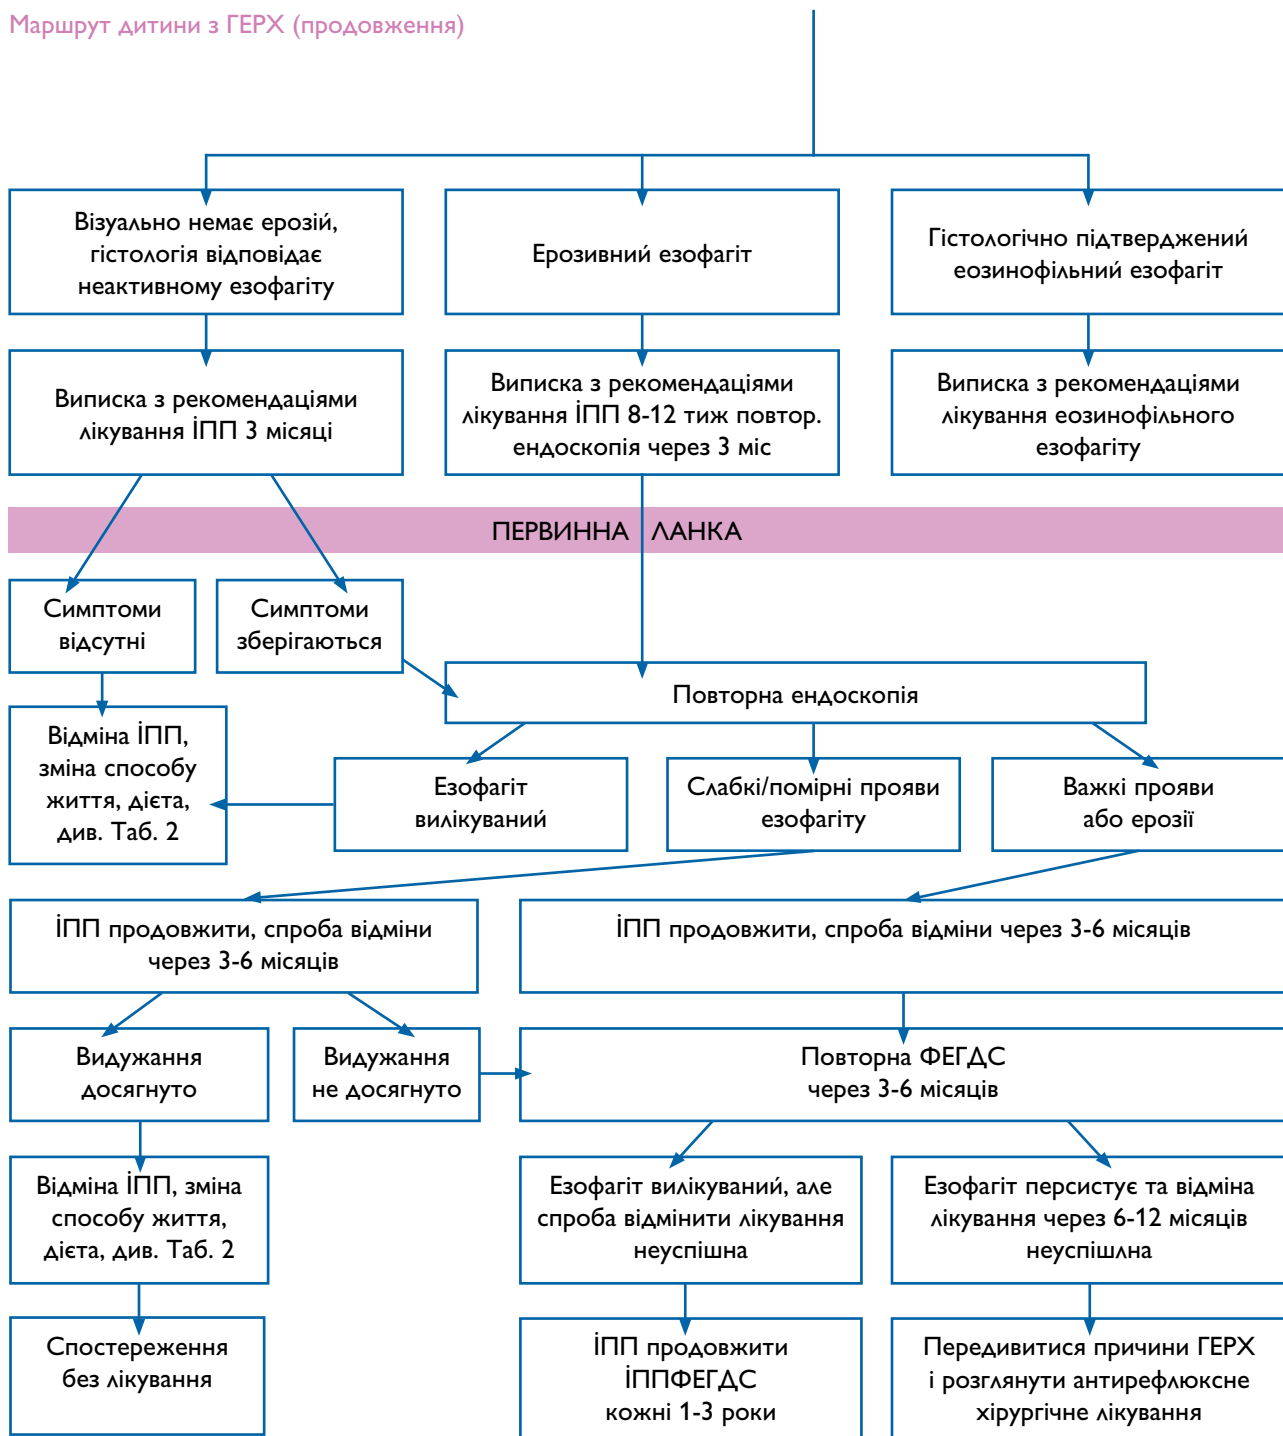 Маршрут дитини з ГЕРХ (продовження)
Візуально немає ерозій,
гістологія відповідає
неактивному езофагіту
Ерозивний езофагіт
Гістологічно підтверджений
еозинофільний езофагіт
Виписка з рекомендаціями
лікування ІПП 3 місяці
Виписка з рекомендаціями
лікування ІПП 8-12 тиж повтор.
ендоскопія через 3 міс
Виписка з рекомендаціями
лікування еозинофільного
езофагіту
ПЕРВИННА ЛАНКА
Симптоми
відсутні
Симптоми
зберігаються
Повторна ендоскопія
Відміна ІПП,
зміна способу
життя, дієта,
див. Таб. 2
Езофагіт
вилікуваний
Слабкі/помірні прояви
езофагіту
Важкі прояви
або ерозії
ІПП продовжити, спроба відміни
через 3-6 місяців
ІПП продовжити, спроба відміни через 3-6 місяців
Видужання
досягнуто
Видужання
не досягнуто
Повторна ФЕГДС
через 3-6 місяців
Відміна ІПП, зміна
способу життя,
дієта, див. Таб. 2
Езофагіт вилікуваний, але
спроба відмінити лікування
неуспішна
Езофагіт персистує та відміна
лікування через 6-12 місяців
неуспішлна
Спостереження
без лікування
ІПП продовжити
ІППФЕГДС
кожні 1-3 роки
Передивитися причини ГЕРХ
і розглянути антирефлюксне
хірургічне лікування